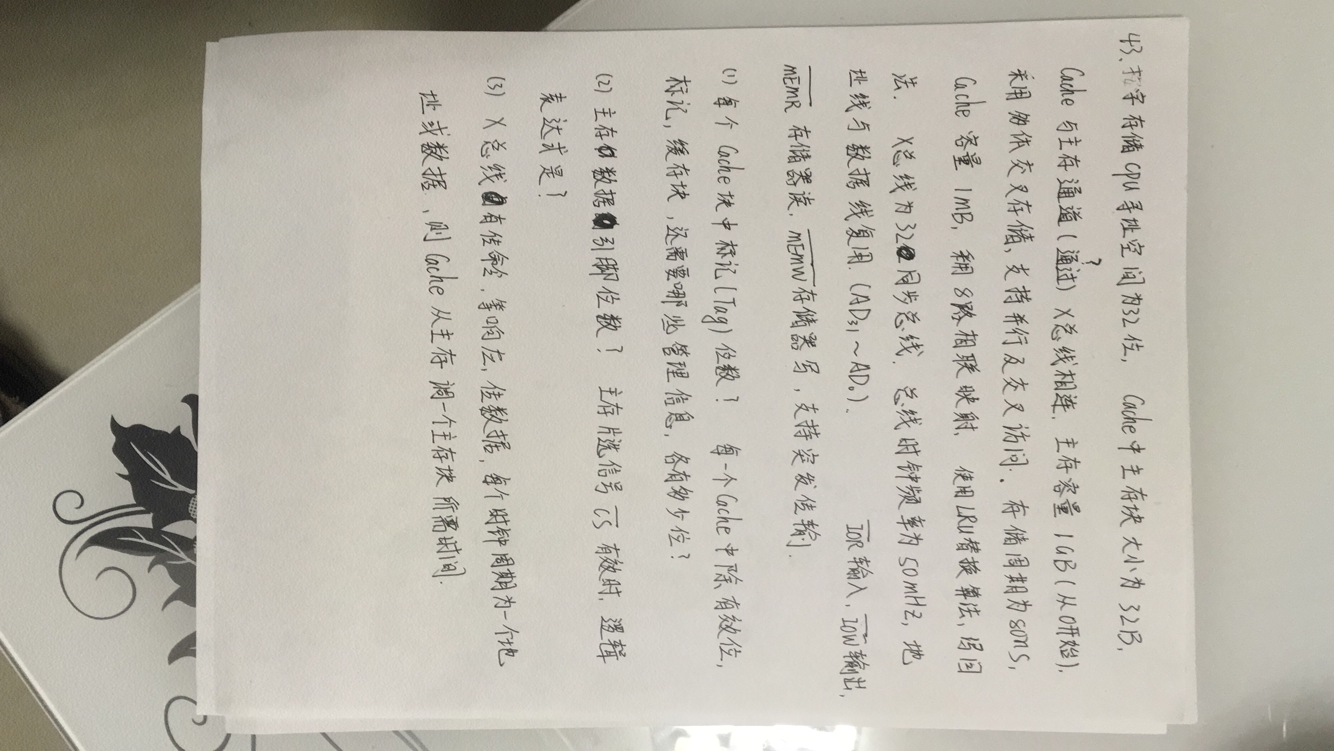 43、按字存储CPU寻址空间为32位， Cache中主存块大小为32B，
Cache与主存通道（通过）X总线相连．主存容量1GB（从0开始），
?
采用多体交叉存储，支持并行及交叉访问．存储周期为80ns，
Cache容量1MB，采用8路相联映射． 使用LRU替换算法，写回
法． X总线为32 同步总线． 总线时钟频率为50MHz，地
址线与数据线复用．（AD31～AD0）． IOR输入、IOW输出，
MEMR 存储器读、MEMW存储器写，支持突发传输．
(1) 每个Cache块中标记(Tag)位数？ 每一个Cache中除有效位，
标记，缓存块，还需要哪些管理信息，各有多少位？
(2) 主存 数据 引脚位数？ 主存片选信号CS有效时，逻辑
表达式是？
(3) X总线 有传命令，等响应，传数据，每个时钟周期为一个地
址或数据，则Cache从主存调一个主存块所需时间．